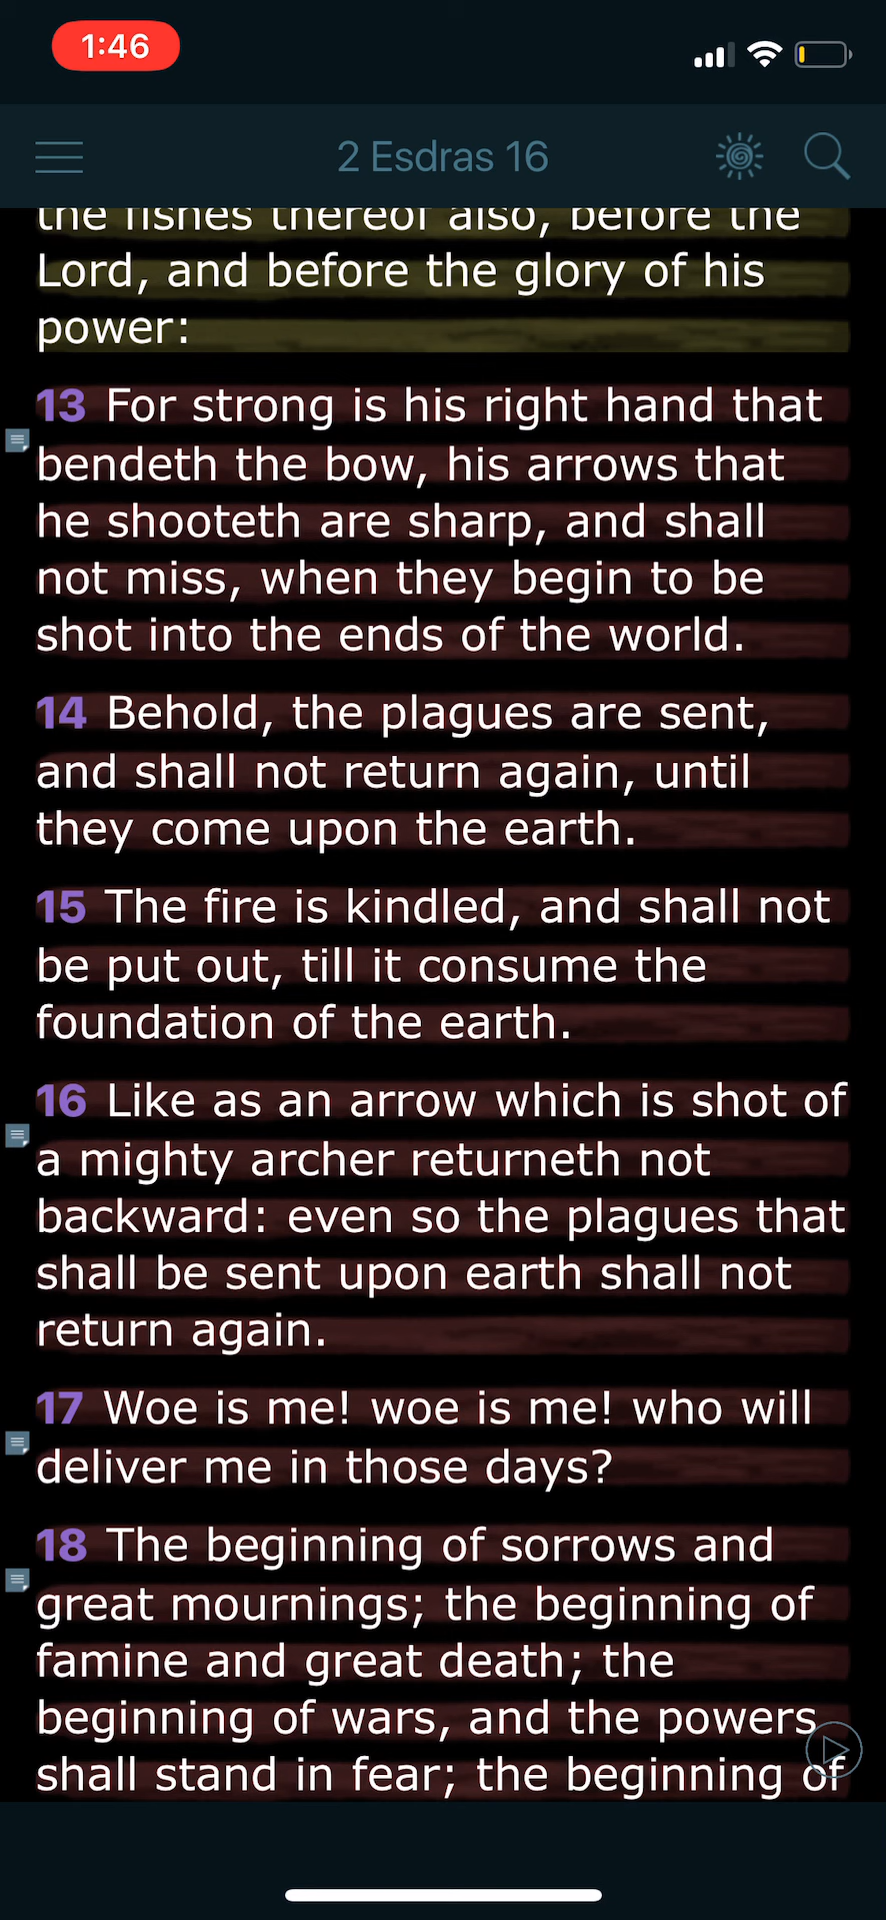 1:46
2 Esdras 16
the fishes thereof also, before the
Lord, and before the glory of his
power:
13 For strong is his right hand that
bendeth the bow, his arrows that
he shooteth are sharp, and shall
not miss, when they begin to be
shot into the ends of the world.
14 Behold, the plagues are sent,
and shall not return again, until
they come upon the earth.
15 The fire is kindled, and shall not
be put out, till it consume the
foundation of the earth.
16 Like as an arrow which is shot of
a mighty archer returneth not
backward: even so the plagues that
shall be sent upon earth shall not
return again.
17 Woe is me! woe is me! who will
deliver me in those days?
18 The beginning of sorrows and
great mournings; the beginning of
famine and great death; the
beginning of wars, and the powers
shall stand in fear; the beginning of